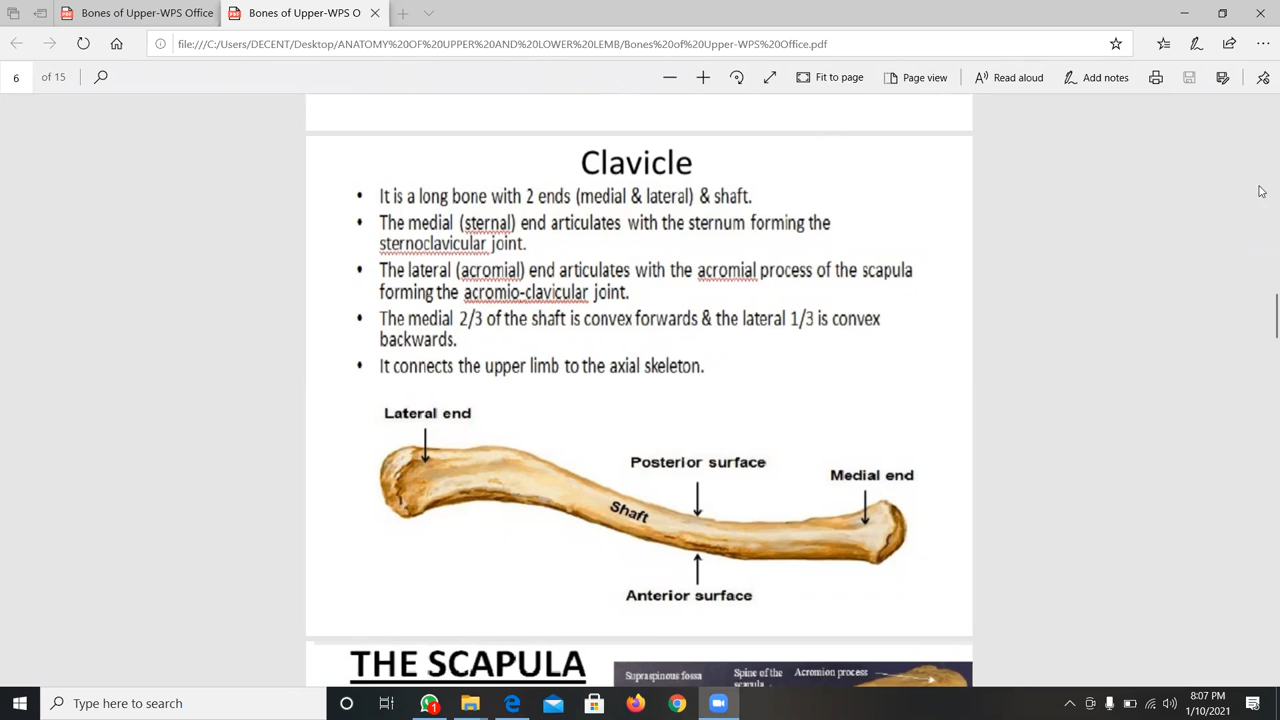 Bones of Upper-WPS Office
Bones of Upper-WPS O
file:///C:/Users/DECENT/Desktop/ANATOMY%20OF%20UPPER%20AND%20LOWER%20LEMB/Bones%20of%20Upper-WPS%20Office.pdf
6 of 15
Fit to page
Page view
Read aloud
Add notes
Clavicle
• It is a long bone with 2 ends (medial & lateral) & shaft.
• The medial (sternal) end articulates with the sternum forming the
sternoclavicular joint.
• The lateral (acromial) end articulates with the acromial process of the scapula
forming the acromio-clavicular joint.
• The medial 2/3 of the shaft is convex forwards & the lateral 1/3 is convex
backwards.
• It connects the upper limb to the axial skeleton.
Lateral end
Posterior surface
Medial end
Shaft
Anterior surface
THE SCAPULA
Supraspinous fossa
Spine of the
scapula
Acromion process
Type here to search
1
8:07 PM
1/10/2021
3